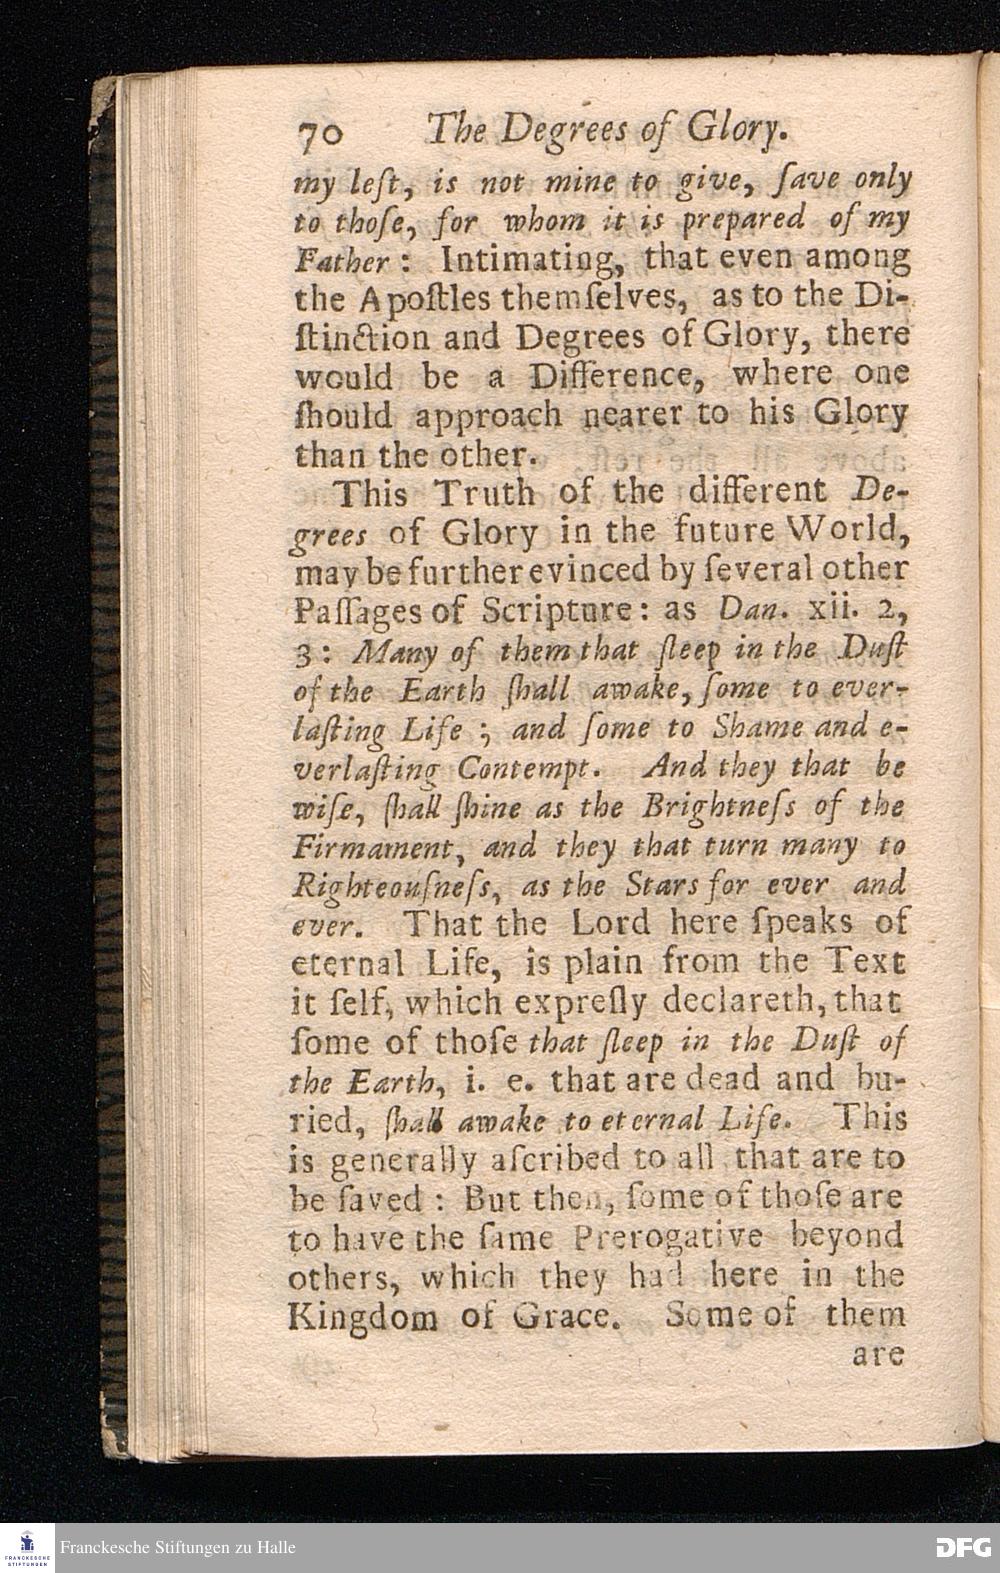 70 The Degrees of Glory.
my leſt, is not mine to give, ſave only
to thoſe, for whom it is prepared of my
Father : Intimating, that even among
the Apoſtles themſelves, as to the Di-
ſtinction and Degrees of Glory, there
would be a Difference, where one
ſhould approach nearer to his Glory
than the other.
This Truth of the different De-
grees of Glory in the future World,
may be further evinced by ſeveral other
Paſſages of Scripture: as Dan. xii. 2,
3: Many of them that ſleep in the Duſt
of the Earth ſhall awake, ſome to ever-
laſting Life ; and ſome to Shame and e-
verlaſting Contempt. And they that be
wiſe, ſhall ſhine as the Brightneſs of the
Firmament, and they that turn many to
Righteouſneſs, as the Stars for ever and
ever. That the Lord here ſpeaks of
eternal Life, is plain from the Text
it ſelf, which expreſly declareth, that
ſome of thoſe that ſleep in the Duſt of
the Earth, i. e. that are dead and bu-
ried, ſhall awake to eternal Life. This
is generally aſcribed to all that are to
be ſaved : But then, ſome of thoſe are
to have the ſame Prerogative beyond
others, which they had here in the
Kingdom of Grace. Some of them
are
FRANCKESCHE
STIFTUNGEN
Franckesche Stiftungen zu Halle
DFG